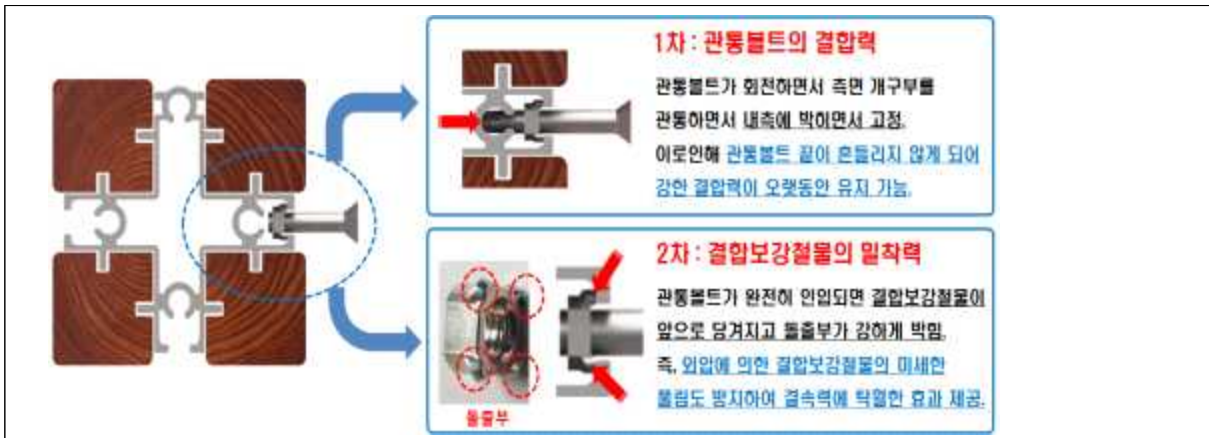 1차 : 관통볼트의 결합력
관통볼트가 회전하면서 측면 개구부를
관통하면서 내측에 박히면서 고정.
이로인해 관통볼트 끝이 흔들리지 않게 되어
강한 결합력이 오랫동안 유지 가능.
2차 : 결합보강철물의 밀착력
관통볼트가 완전히 인입되면 결합보강철물이
앞으로 당겨지고 돌출부가 강하게 박힘.
즉, 외압에 의한 결합보강철물의 미세한
풀림도 방지하여 결속력에 탁월한 효과 제공.
돌출부